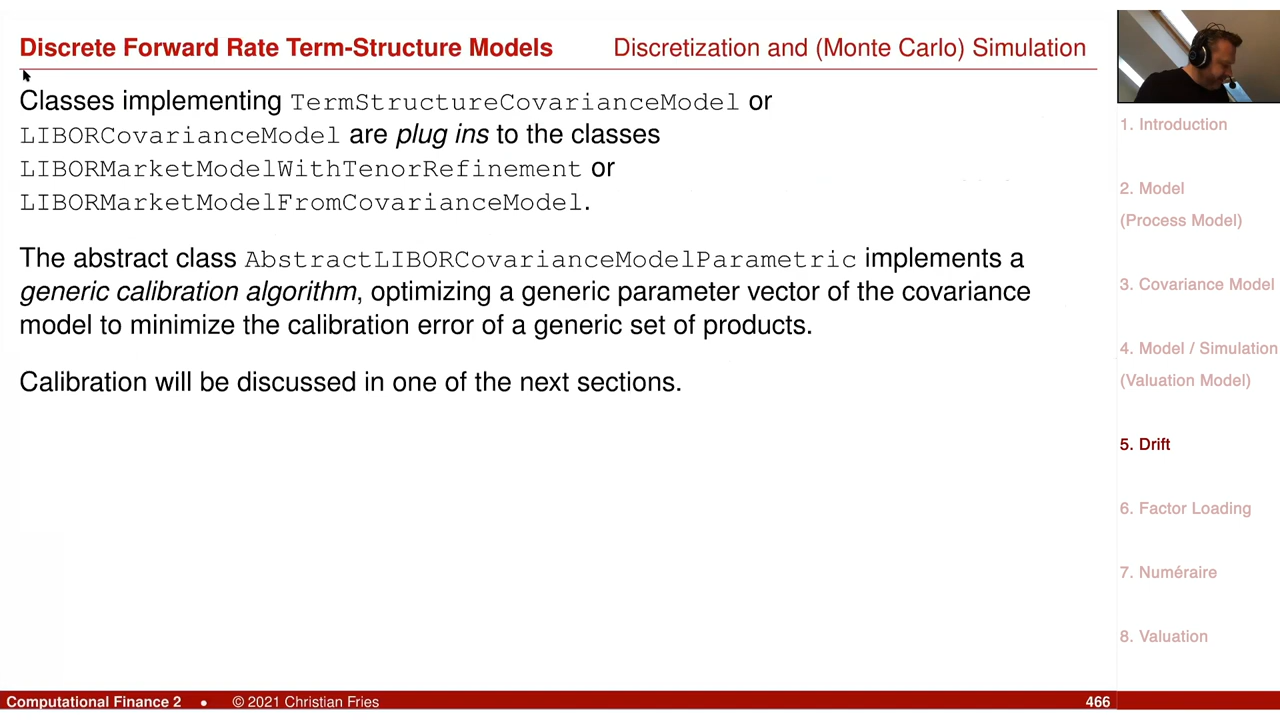 Discrete Forward Rate Term-Structure Models
Discretization and (Monte Carlo) Simulation
Classes implementing TermStructureCovarianceModel or
LIBORCovarianceModel are plug ins to the classes
LIBORMarketModelWithTenorRefinement or
LIBORMarketModelFromCovarianceModel.
The abstract class AbstractLIBORCovarianceModelParametric implements a
generic calibration algorithm, optimizing a generic parameter vector of the covariance
model to minimize the calibration error of a generic set of products.
Calibration will be discussed in one of the next sections.
1. Introduction
2. Model
(Process Model)
3. Covariance Model
4. Model / Simulation
(Valuation Model)
5. Drift
6. Factor Loading
7. Numéraire
8. Valuation
Computational Finance 2 • © 2021 Christian Fries 466